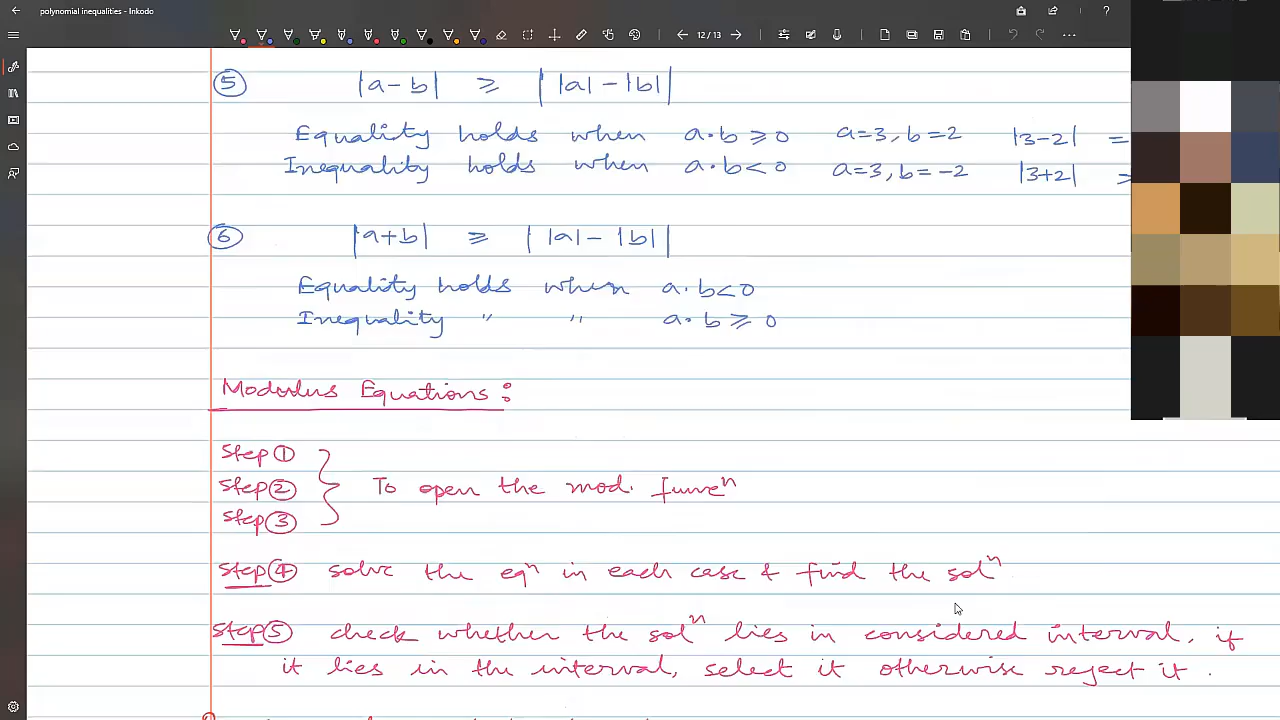 polynomial inequalities - Inkodo
12/13
⑤ |a-b| ≥ ||a|-|b||
Equality holds when a·b ≥ 0 a=3, b=2 |3-2| =
Inequality holds when a·b < 0 a=3, b=-2 |3+2|
⑥ |a+b| ≥ ||a|-|b||
Equality holds when a·b<0
Inequality " " a·b ≥ 0
Modulus Equations :
Step ①
Step ②
Step ③
} To open the mod. funcⁿ
Step ④ solve the eqⁿ in each case & find the solⁿ
Step ⑤ check whether the solⁿ lies in considered interval, if
it lies in the interval, select it otherwise reject it .